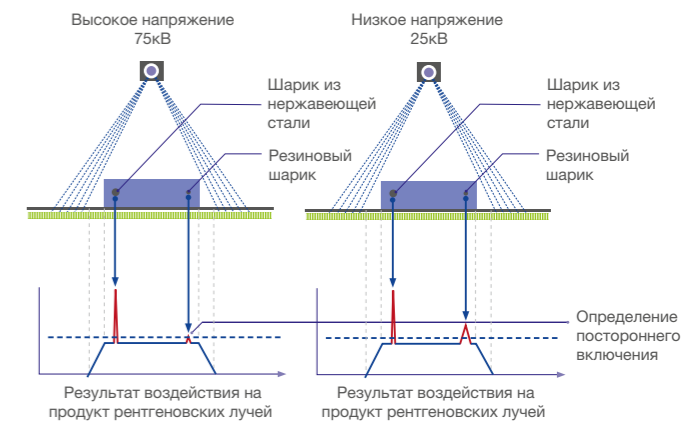 Высокое напряжение
75кВ
Низкое напряжение
25кВ
Шарик из
нержавеющей
стали
Резиновый
шарик
Шарик из
нержавеющей
стали
Резиновый
шарик
Определение
постороннего
включения
Результат воздействия на
продукт рентгеновских лучей
Результат воздействия на
продукт рентгеновских лучей